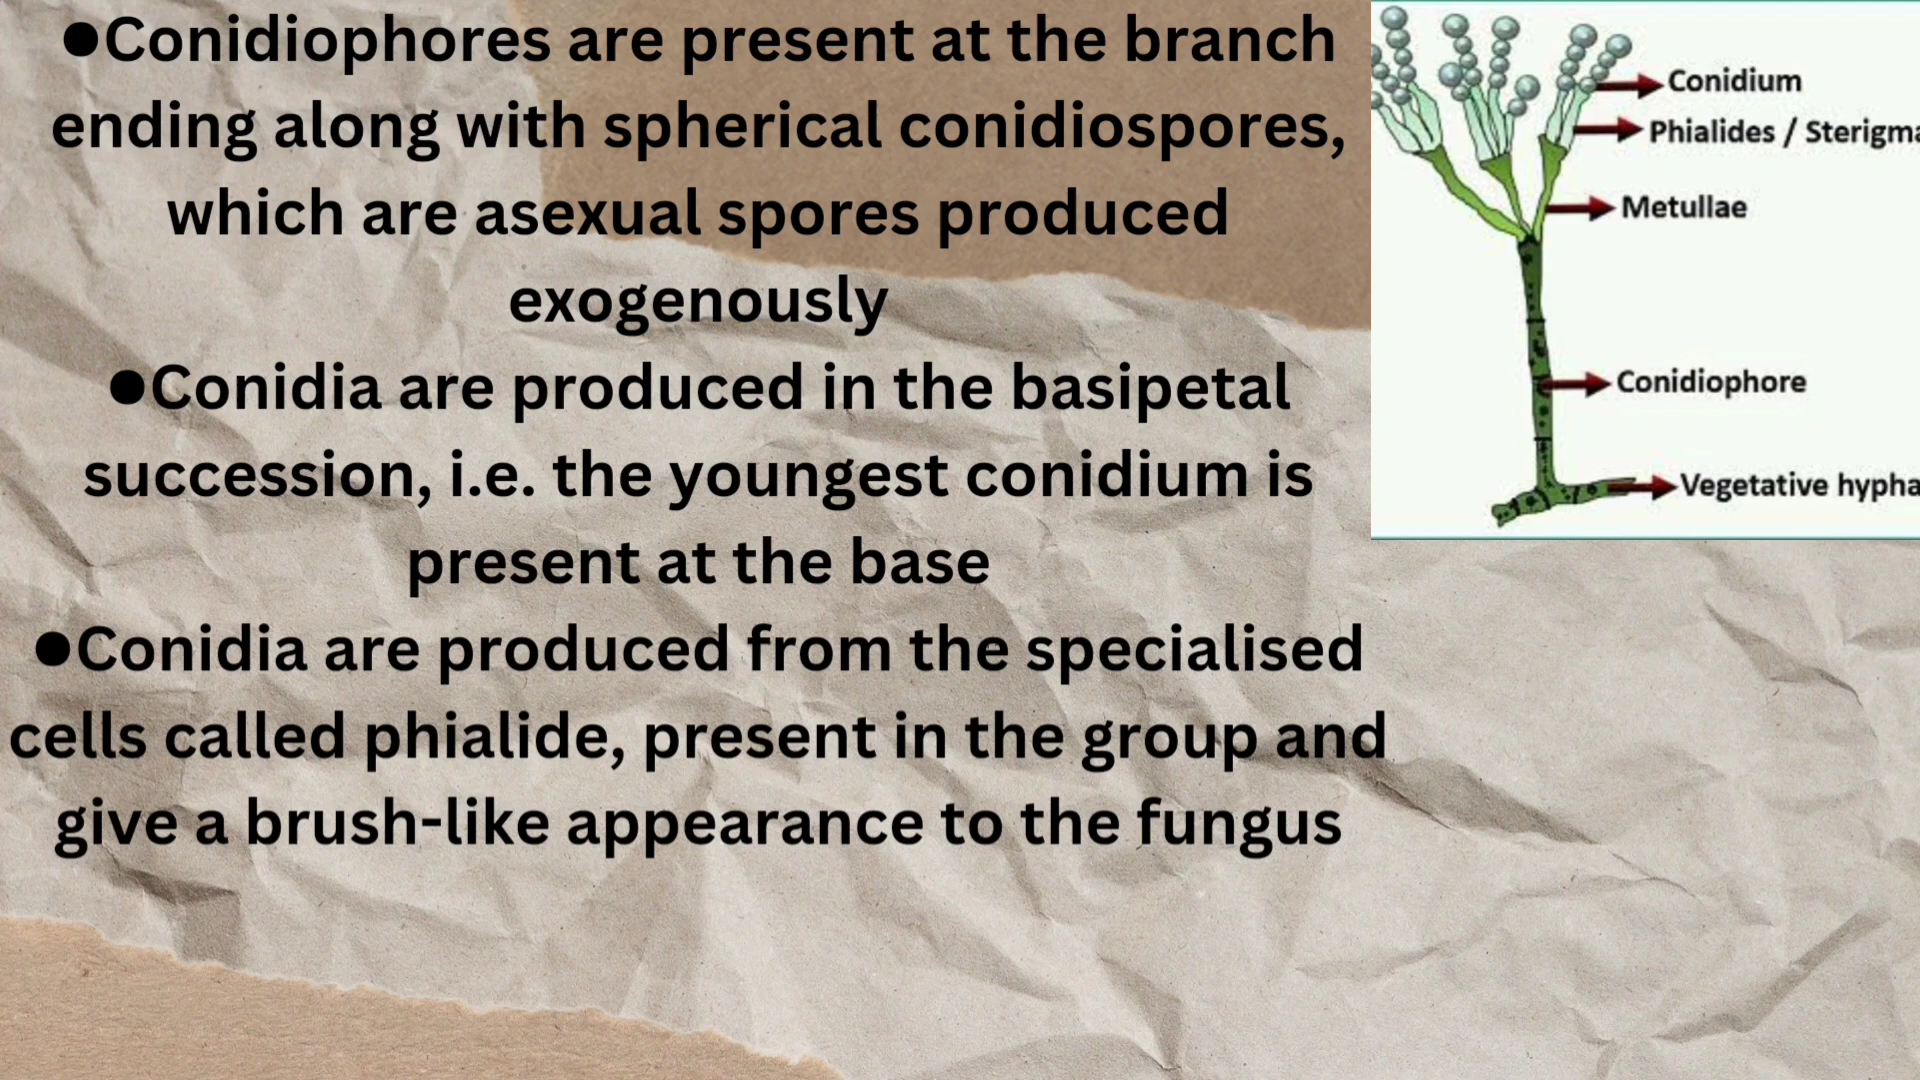 ●Conidiophores are present at the branch
ending along with spherical conidiospores,
which are asexual spores produced
exogenously
●Conidia are produced in the basipetal
succession, i.e. the youngest conidium is
present at the base
●Conidia are produced from the specialised
cells called phialide, present in the group and
give a brush-like appearance to the fungus
Conidium
Phialides / Sterigma
Metullae
Conidiophore
Vegetative hypha